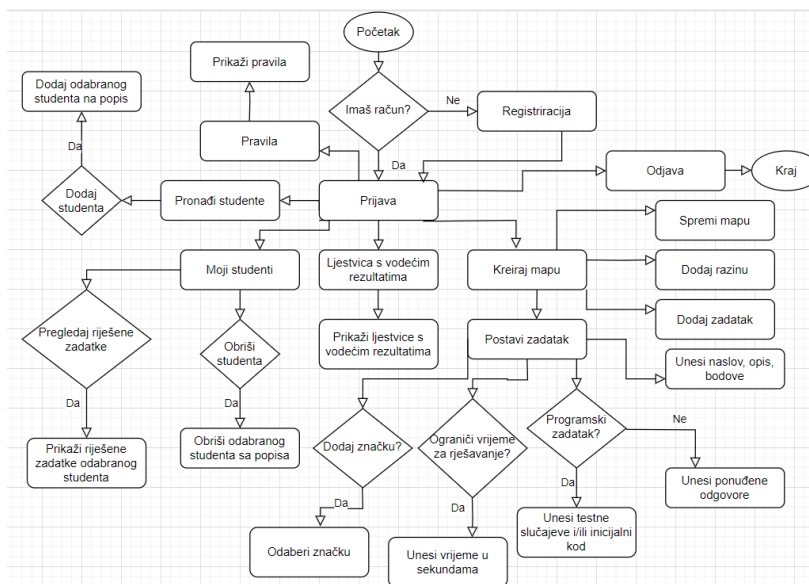 Početak
Prikaži pravila
Dodaj odabranog
studenta na popis
Imaš račun?
Ne
Registriracija
Pravila
Da
Da
Odjava
Kraj
Dodaj
studenta
Pronađi studente
Prijava
Spremi mapu
Moji studenti
Ljestvica s vodećim
rezultatima
Kreiraj mapu
Dodaj razinu
Dodaj zadatak
Pregledaj riješene
zadatke
Obriši
studenta
Prikaži ljestvice s
vodećim rezultatima
Postavi zadatak
Unesi naslov, opis,
bodove
Da
Da
Prikaži riješene
zadatke odabranog
studenta
Obriši odabranog
studenta sa popisa
Dodaj značku?
Ograniči vrijeme
za rješavanje?
Programski
zadatak?
Ne
Unesi ponuđene
odgovore
Da
Da
Da
Odaberi značku
Unesi vrijeme u
sekundama
Unesi testne
slučajeve i/ili inicijalni
kod